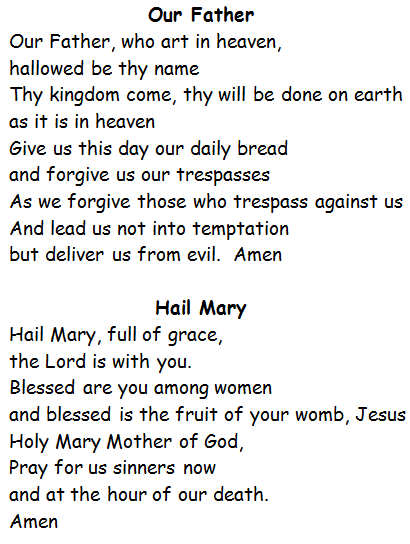 Our Father
Our Father, who art in heaven,
hallowed be thy name
Thy kingdom come, thy will be done on earth
as it is in heaven
Give us this day our daily bread
and forgive us our trespasses
As we forgive those who trespass against us
And lead us not into temptation
but deliver us from evil.  Amen
Hail Mary
Hail Mary, full of grace,
the Lord is with you.
Blessed are you among women
and blessed is the fruit of your womb, Jesus
Holy Mary Mother of God,
Pray for us sinners now
and at the hour of our death.
Amen